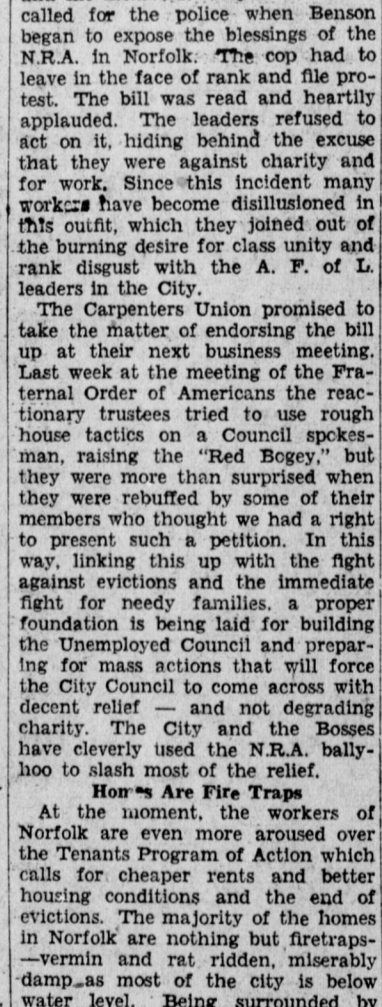 called for the police when Benson
began to expose the blessings of the
N.R.A. in Norfolk. The cop had to
leave in the face of rank and file pro-
test. The bill was read and heartily
applauded. The leaders refused to
act on it, hiding behind the excuse
that they were against charity and
for work. Since this incident many
workers have become disillusioned in
this outfit, which they joined out of
the burning desire for class unity and
rank disgust with the A. F. of L.
leaders in the City.
The Carpenters Union promised to
take the matter of endorsing the bill
up at their next business meeting.
Last week at the meeting of the Fra-
ternal Order of Americans the reac-
tionary trustees tried to use rough
house tactics on a Council spokes-
man, raising the "Red Bogey," but
they were more than surprised when
they were rebuffed by some of their
members who thought we had a right
to present such a petition. In this
way, linking this up with the fight
against evictions and the immediate
fight for needy families, a proper
foundation is being laid for building
the Unemployed Council and prepar-
ing for mass actions that will force
the City Council to come across with
decent relief — and not degrading
charity. The City and the Bosses
have cleverly used the N.R.A. bally-
hoo to slash most of the relief.
Homes Are Fire Traps
At the moment, the workers of
Norfolk are even more aroused over
the Tenants Program of Action which
calls for cheaper rents and better
housing conditions and the end of
evictions. The majority of the homes
in Norfolk are nothing but firetraps-
—vermin and rat ridden, miserably
damp as most of the city is below
water level. Being surrounded by